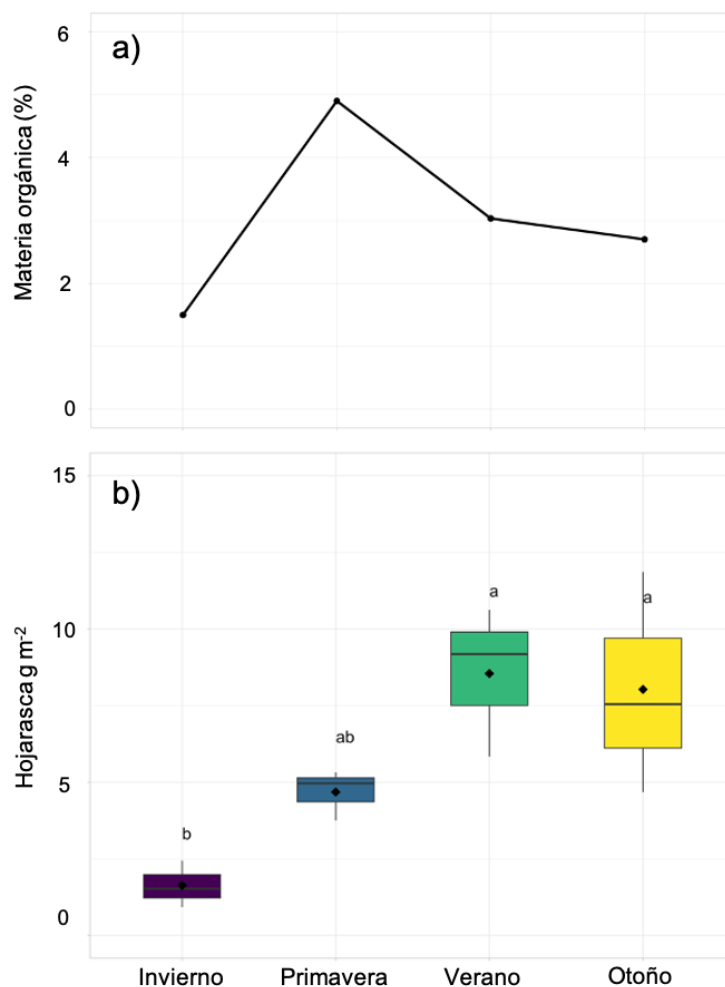 a)
Materia orgánica (%)
6
4
2
0
b)
Hojarasca g m⁻²
15
10
5
0
b
ab
a
a
Invierno
Primavera
Verano
Otoño